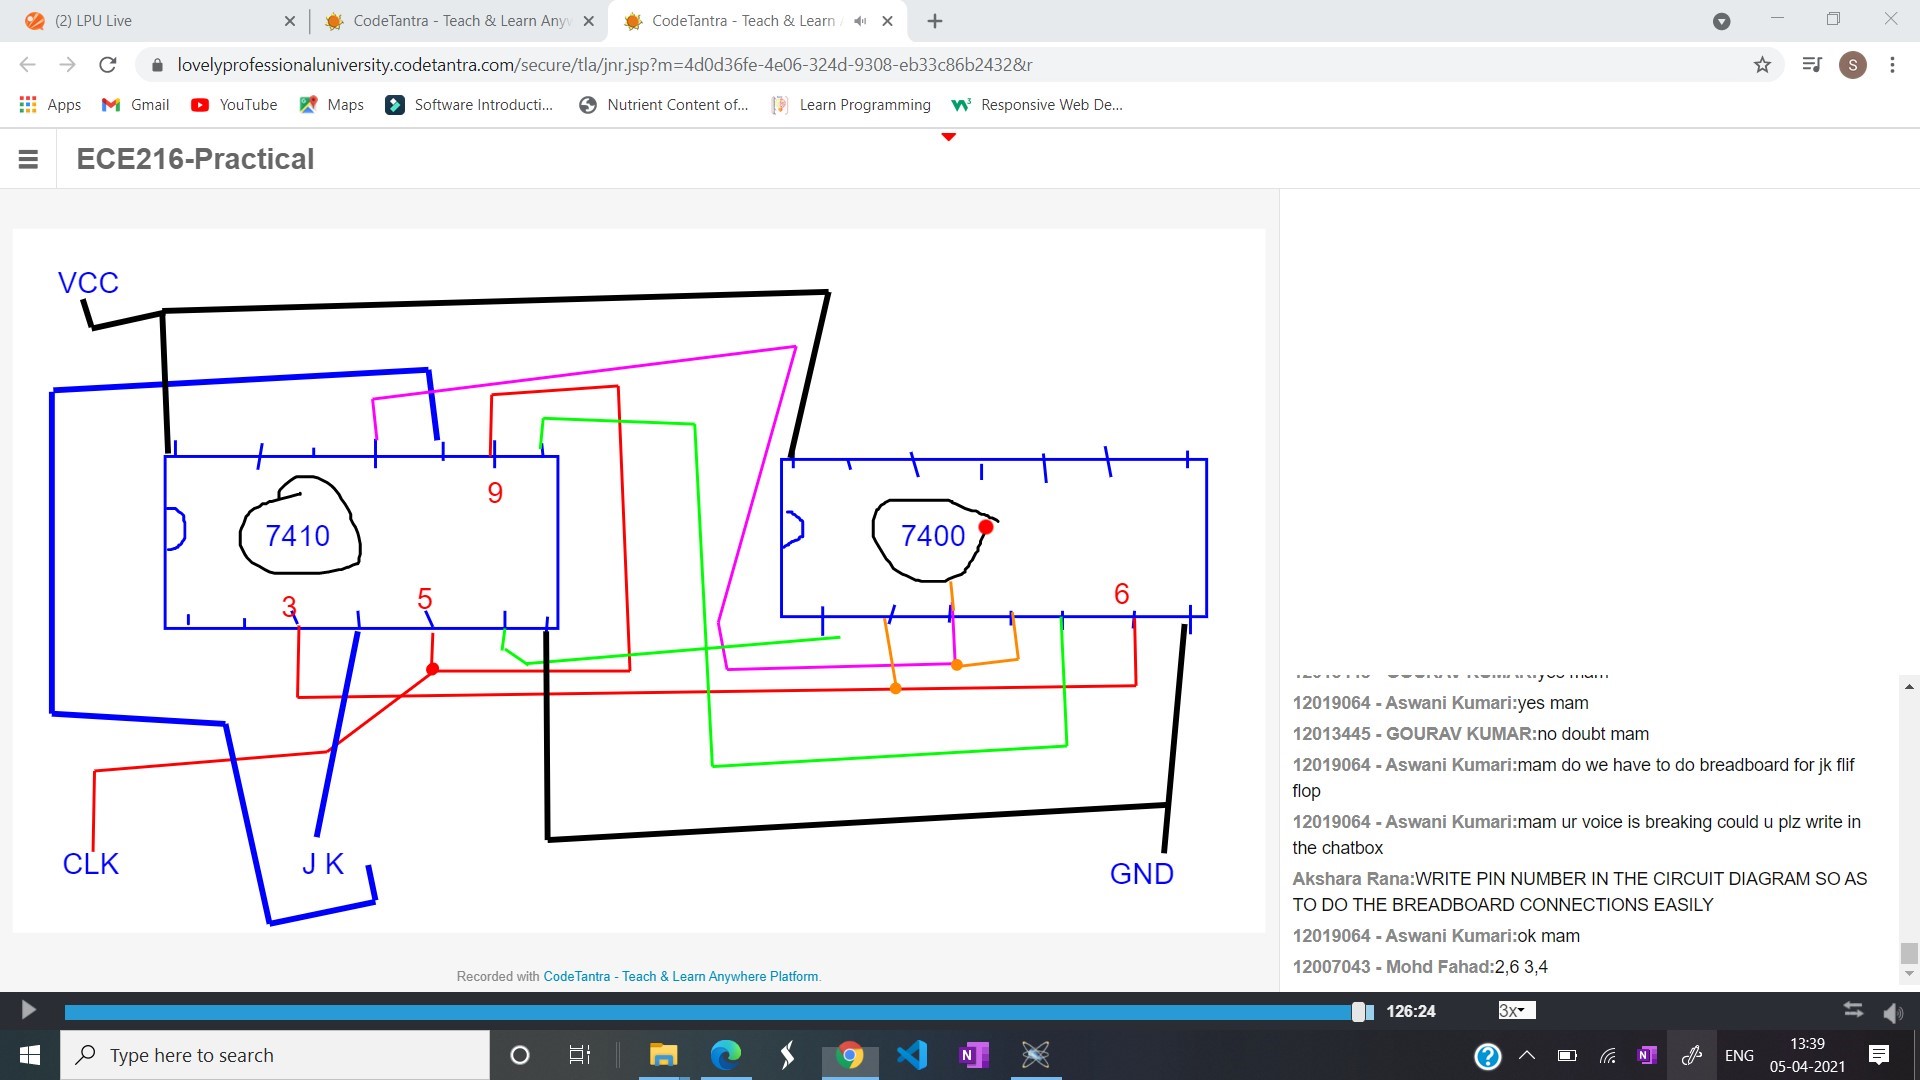 (2) LPU Live
CodeTantra - Teach & Learn Anyw
CodeTantra - Teach & Learn A
lovelyprofessionaluniversity.codetantra.com/secure/tla/jnr.jsp?m=4d0d36fe-4e06-324d-9308-eb33c86b2432&r
S
Apps
Gmail
YouTube
Maps
Software Introducti...
Nutrient Content of...
Learn Programming
Responsive Web De...
ECE216-Practical
VCC
9
7410
7400
3
5
6
CLK
J K
GND
12013445 - GOURAV KUMAR:yes mam
12019064 - Aswani Kumari:yes mam
12013445 - GOURAV KUMAR:no doubt mam
12019064 - Aswani Kumari:mam do we have to do breadboard for jk flif
flop
12019064 - Aswani Kumari:mam ur voice is breaking could u plz write in
the chatbox
Akshara Rana:WRITE PIN NUMBER IN THE CIRCUIT DIAGRAM SO AS
TO DO THE BREADBOARD CONNECTIONS EASILY
12019064 - Aswani Kumari:ok mam
12007043 - Mohd Fahad:2,6 3,4
Recorded with CodeTantra - Teach & Learn Anywhere Platform.
126:24
3x
Type here to search
ENG
13:39
05-04-2021